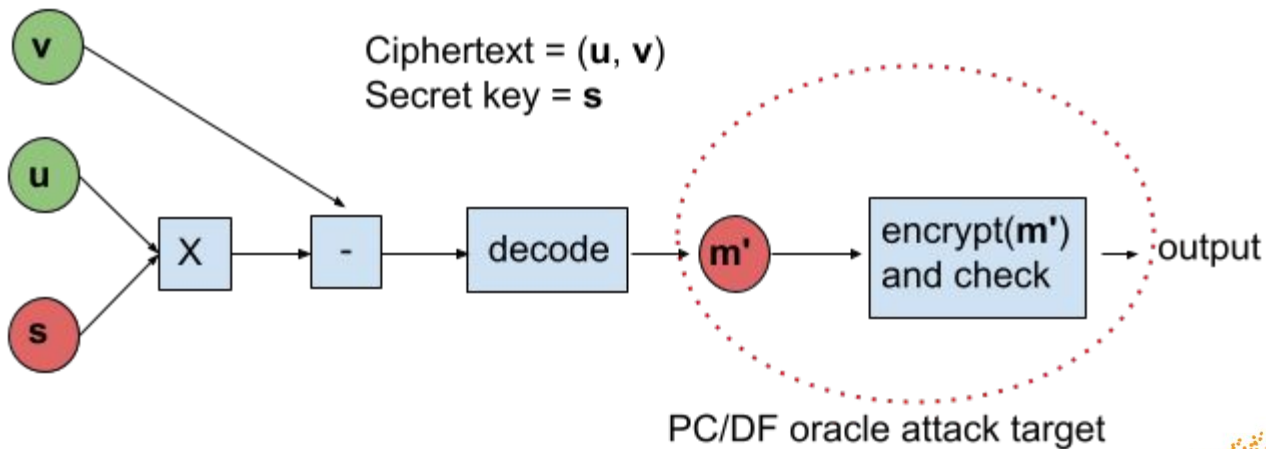 v
Ciphertext = (u, v)
Secret key = s
u
X
-
decode
m'
encrypt(m')
and check
output
s
PC/DF oracle attack target